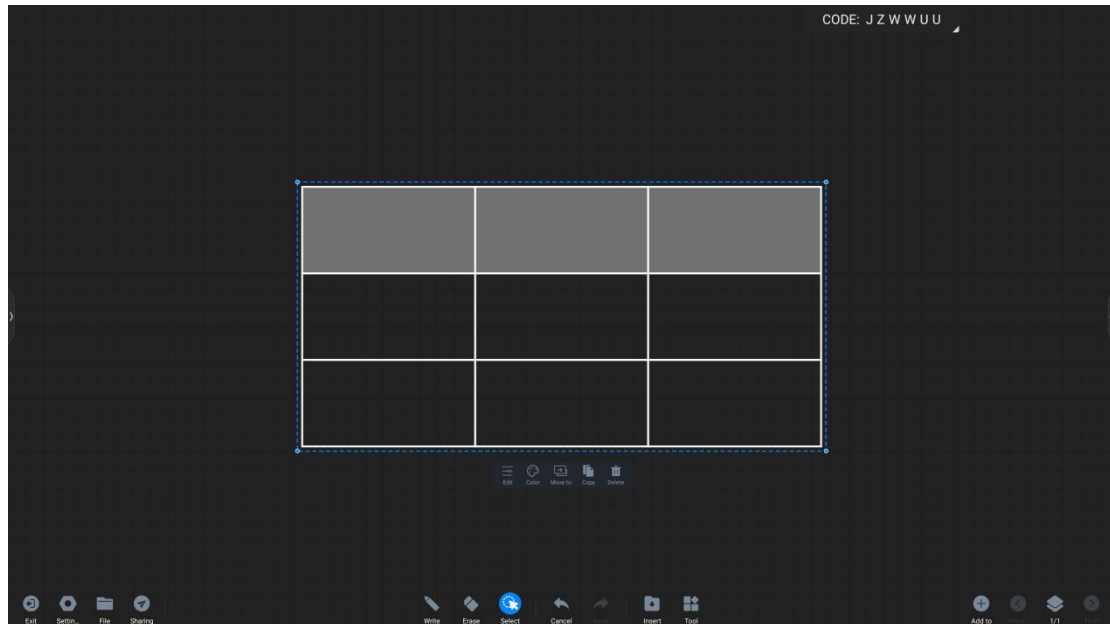 CODE: J Z W W U U
Edit Color Move to Copy Delete
Exit Settin... File Sharing Write Erase Select Cancel Insert Tool Add to 1/1